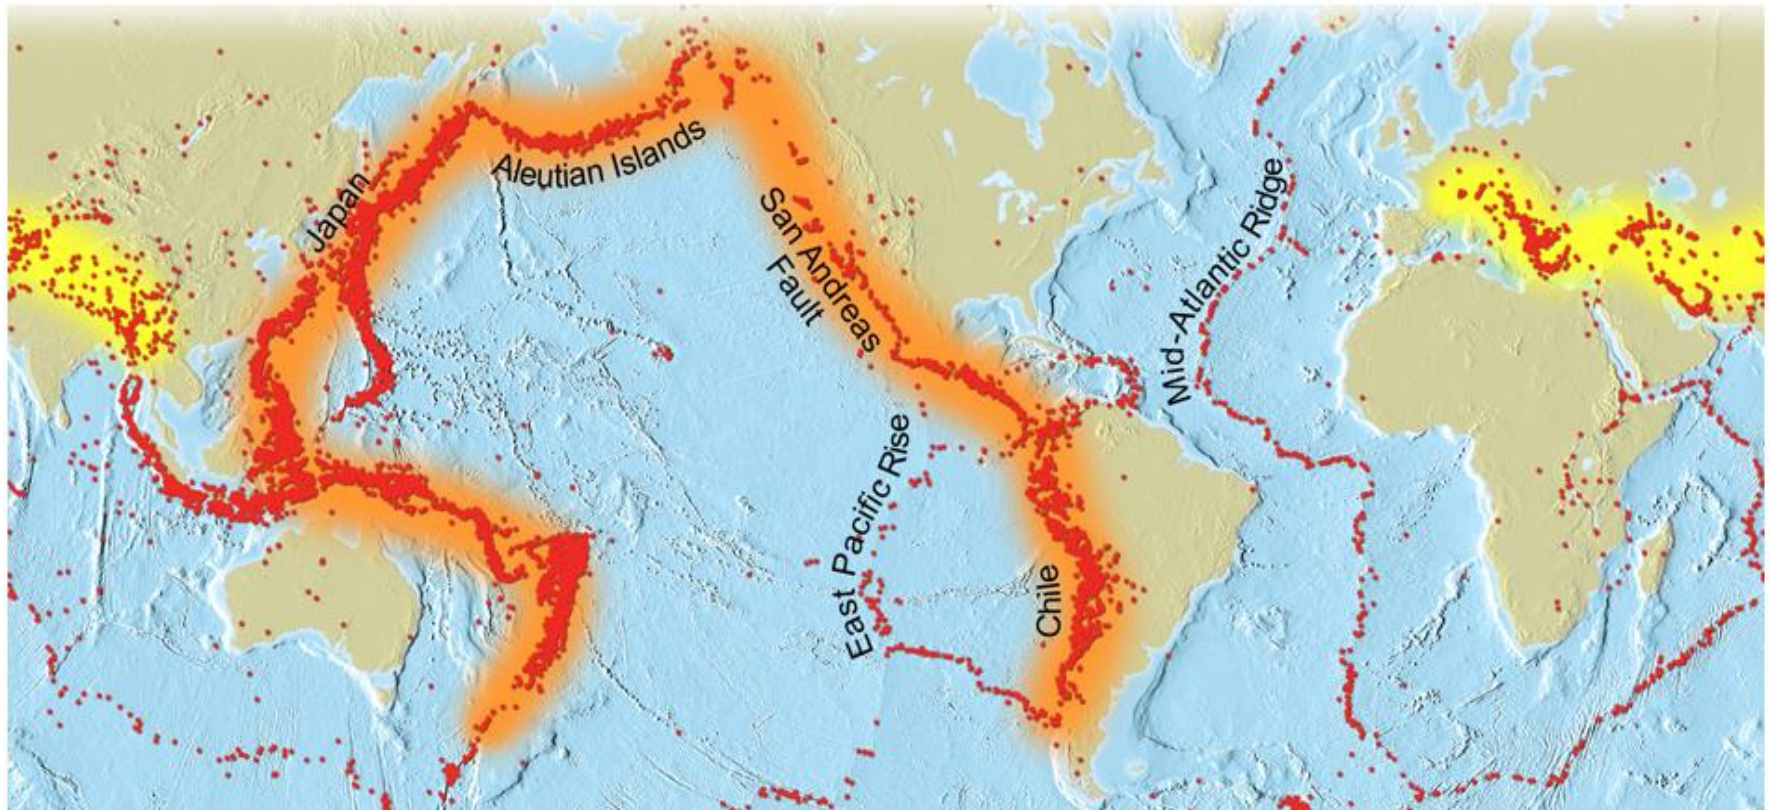 Japan
Aleutian Islands
San Andreas
Fault
Mid-Atlantic Ridge
East Pacific Rise
Chile